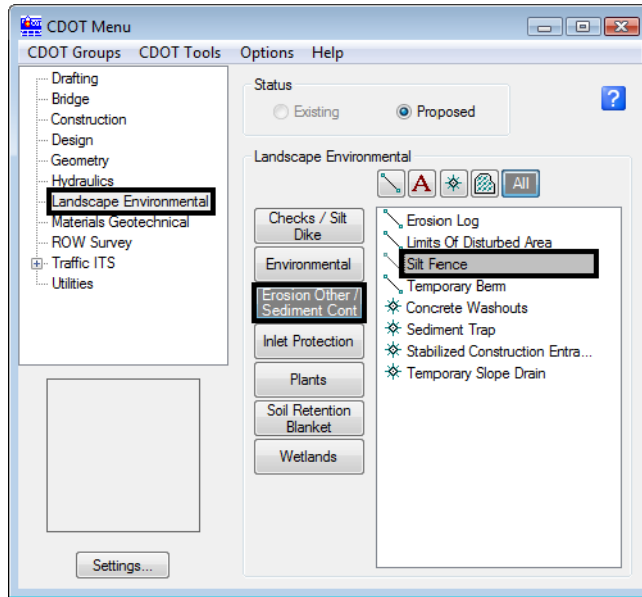 CDOT Menu
CDOT Groups CDOT Tools Options Help
Drafting
Bridge
Construction
Design
Geometry
Hydraulics
Landscape Environmental
Materials Geotechnical
ROW Survey
Traffic ITS
Utilities
Settings...
Status
Existing Proposed
?
Landscape Environmental
A All
Checks / Silt
Dike
Environmental
Erosion Other /
Sediment Cont
Inlet Protection
Plants
Soil Retention
Blanket
Wetlands
Erosion Log
Limits Of Disturbed Area
Silt Fence
Temporary Berm
Concrete Washouts
Sediment Trap
Stabilized Construction Entra...
Temporary Slope Drain